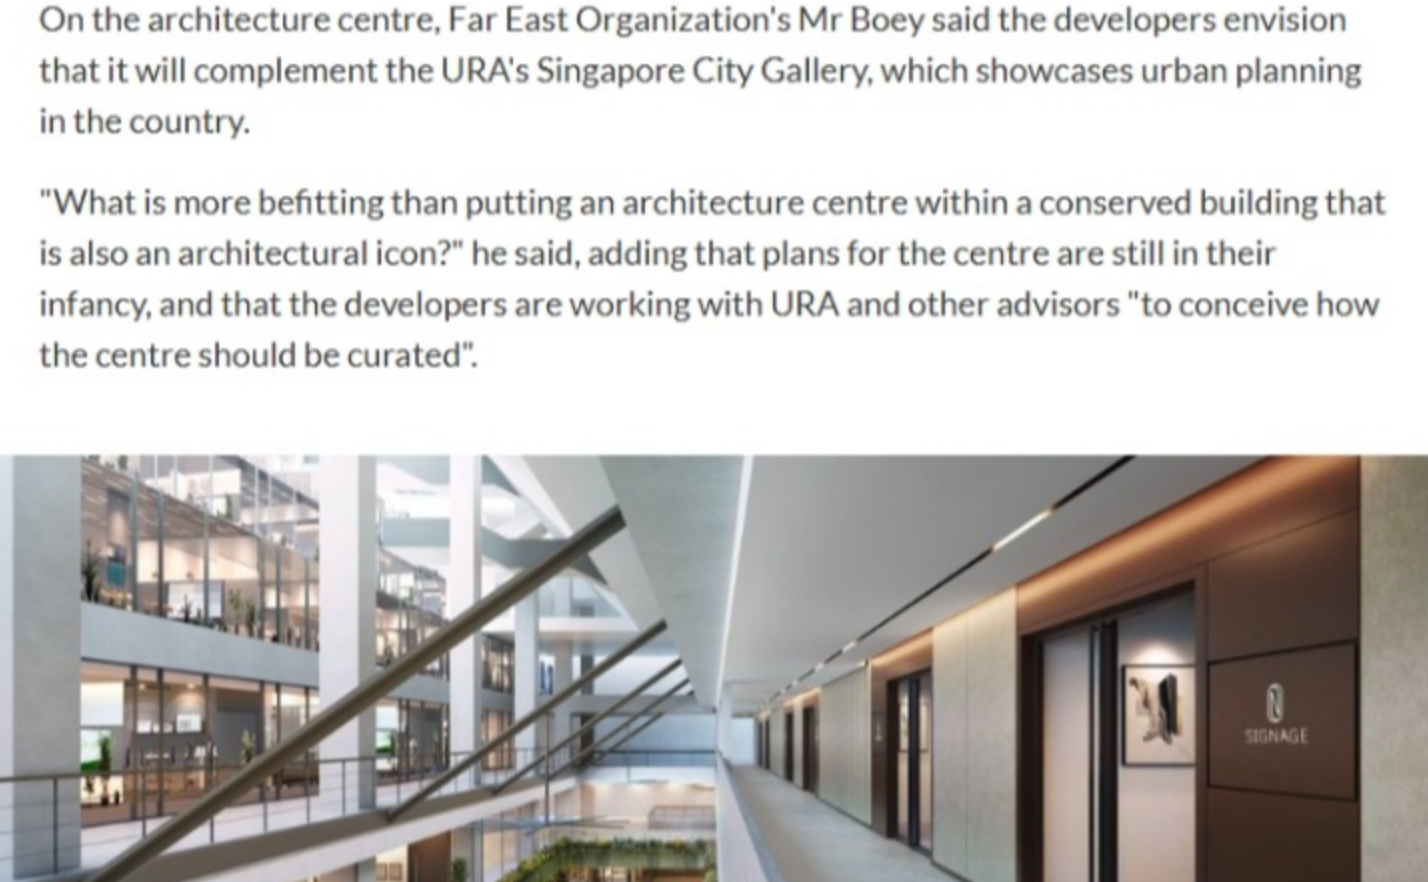 On the architecture centre, Far East Organization's Mr Boey said the developers envision
that it will complement the URA's Singapore City Gallery, which showcases urban planning
in the country.
"What is more befitting than putting an architecture centre within a conserved building that
is also an architectural icon?" he said, adding that plans for the centre are still in their
infancy, and that the developers are working with URA and other advisors "to conceive how
the centre should be curated".
SIGNAGE